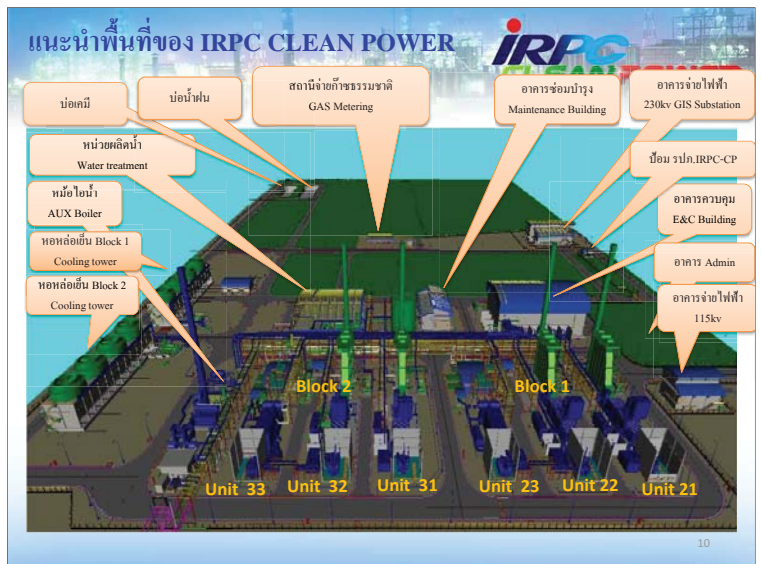 แนะนำพื้นที่ของ IRPC CLEAN POWER
iRPC
CLEAN POWER
บ่อเคมี
บ่อน้ำฝน
สถานีจ่ายก๊าซธรรมชาติ
GAS Metering
อาคารซ่อมบำรุง
Maintenance Building
อาคารจ่ายไฟฟ้า
230kv GIS Substation
หน่วยผลิตน้ำ
Water treatment
ป้อม รปภ.IRPC-CP
หม้อไอน้ำ
AUX Boiler
อาคารควบคุม
E&C Building
หอหล่อเย็น Block 1
Cooling tower
อาคาร Admin
หอหล่อเย็น Block 2
Cooling tower
อาคารจ่ายไฟฟ้า
115kv
Block 2
Block 1
Unit 33
Unit 32
Unit 31
Unit 23
Unit 22
Unit 21
10